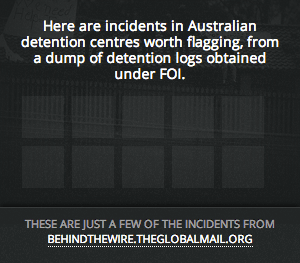 Here are incidents in Australian
detention centres worth flagging, from
a dump of detention logs obtained
under FOI.
THESE ARE JUST A FEW OF THE INCIDENTS FROM
BEHINDTHEWIRE.THEGLOBALMAIL.ORG